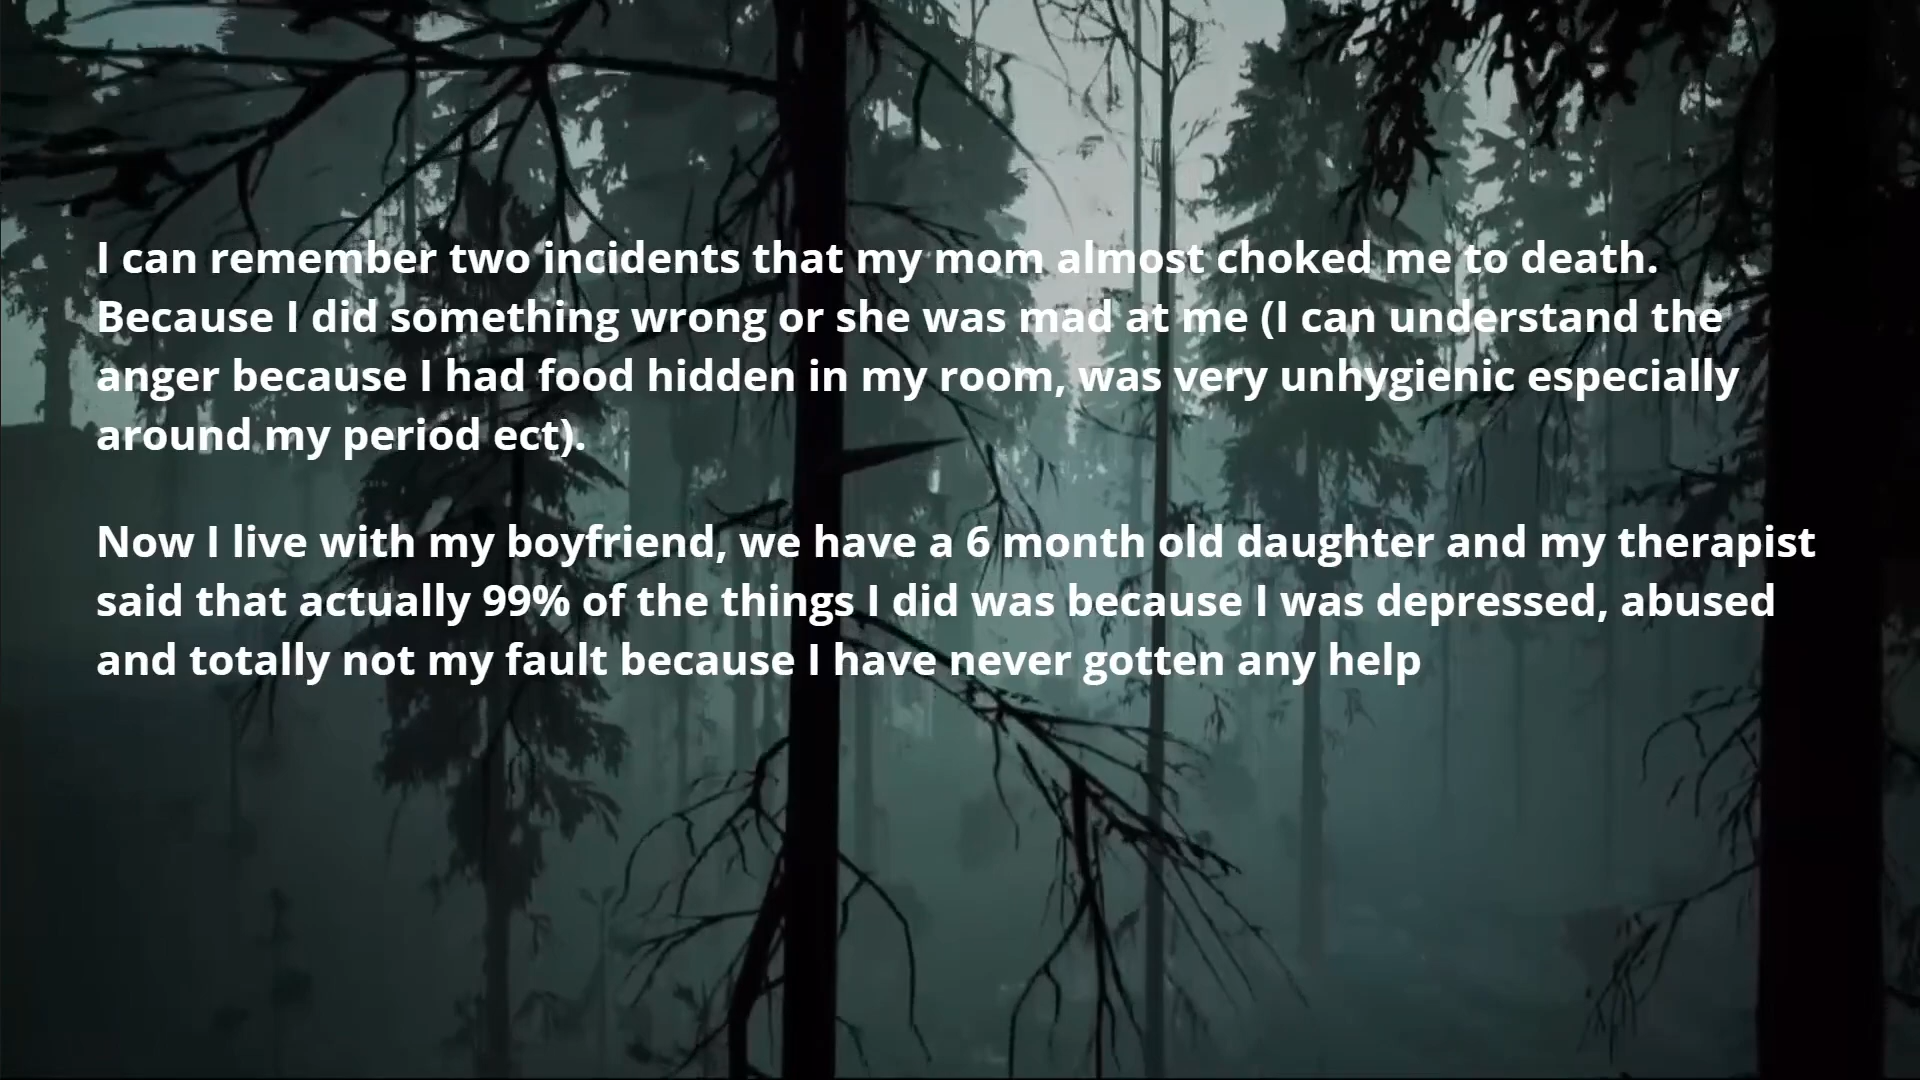 I can remember two incidents that my mom almost choked me to death.
Because I did something wrong or she was mad at me (I can understand the
anger because I had food hidden in my room, was very unhygienic especially
around my period ect).
Now I live with my boyfriend, we have a 6 month old daughter and my therapist
said that actually 99% of the things I did was because I was depressed, abused
and totally not my fault because I have never gotten any help